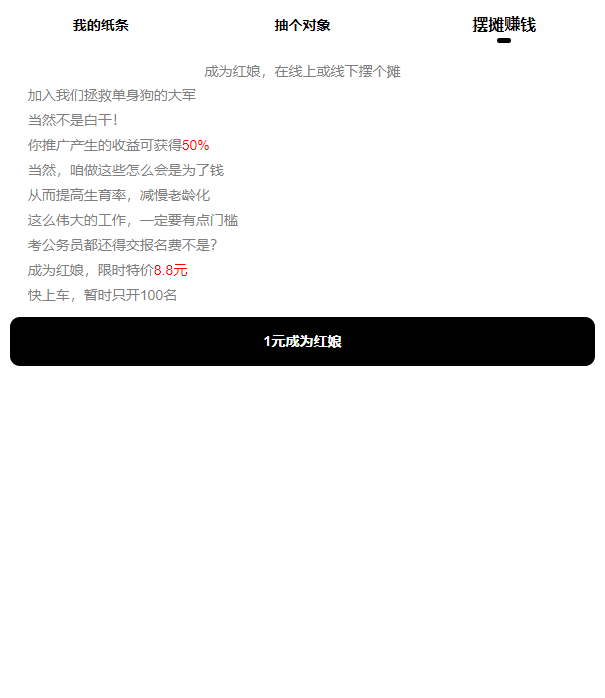 我的纸条
抽个对象
摆摊赚钱
成为红娘，在线上或线下摆个摊
加入我们拯救单身狗的大军
当然不是白干！
你推广产生的收益可获得50%
当然，咱做这些怎么会是为了钱
从而提高生育率，减慢老龄化
这么伟大的工作，一定要有点门槛
考公务员都还得交报名费不是？
成为红娘，限时特价8.8元
快上车，暂时只开100名
1元成为红娘